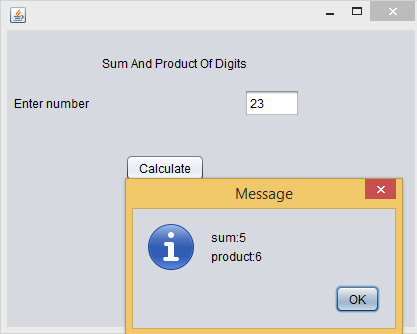 Sum And Product Of Digits
Enter number
23
Calculate
Message
sum:5
product:6
OK